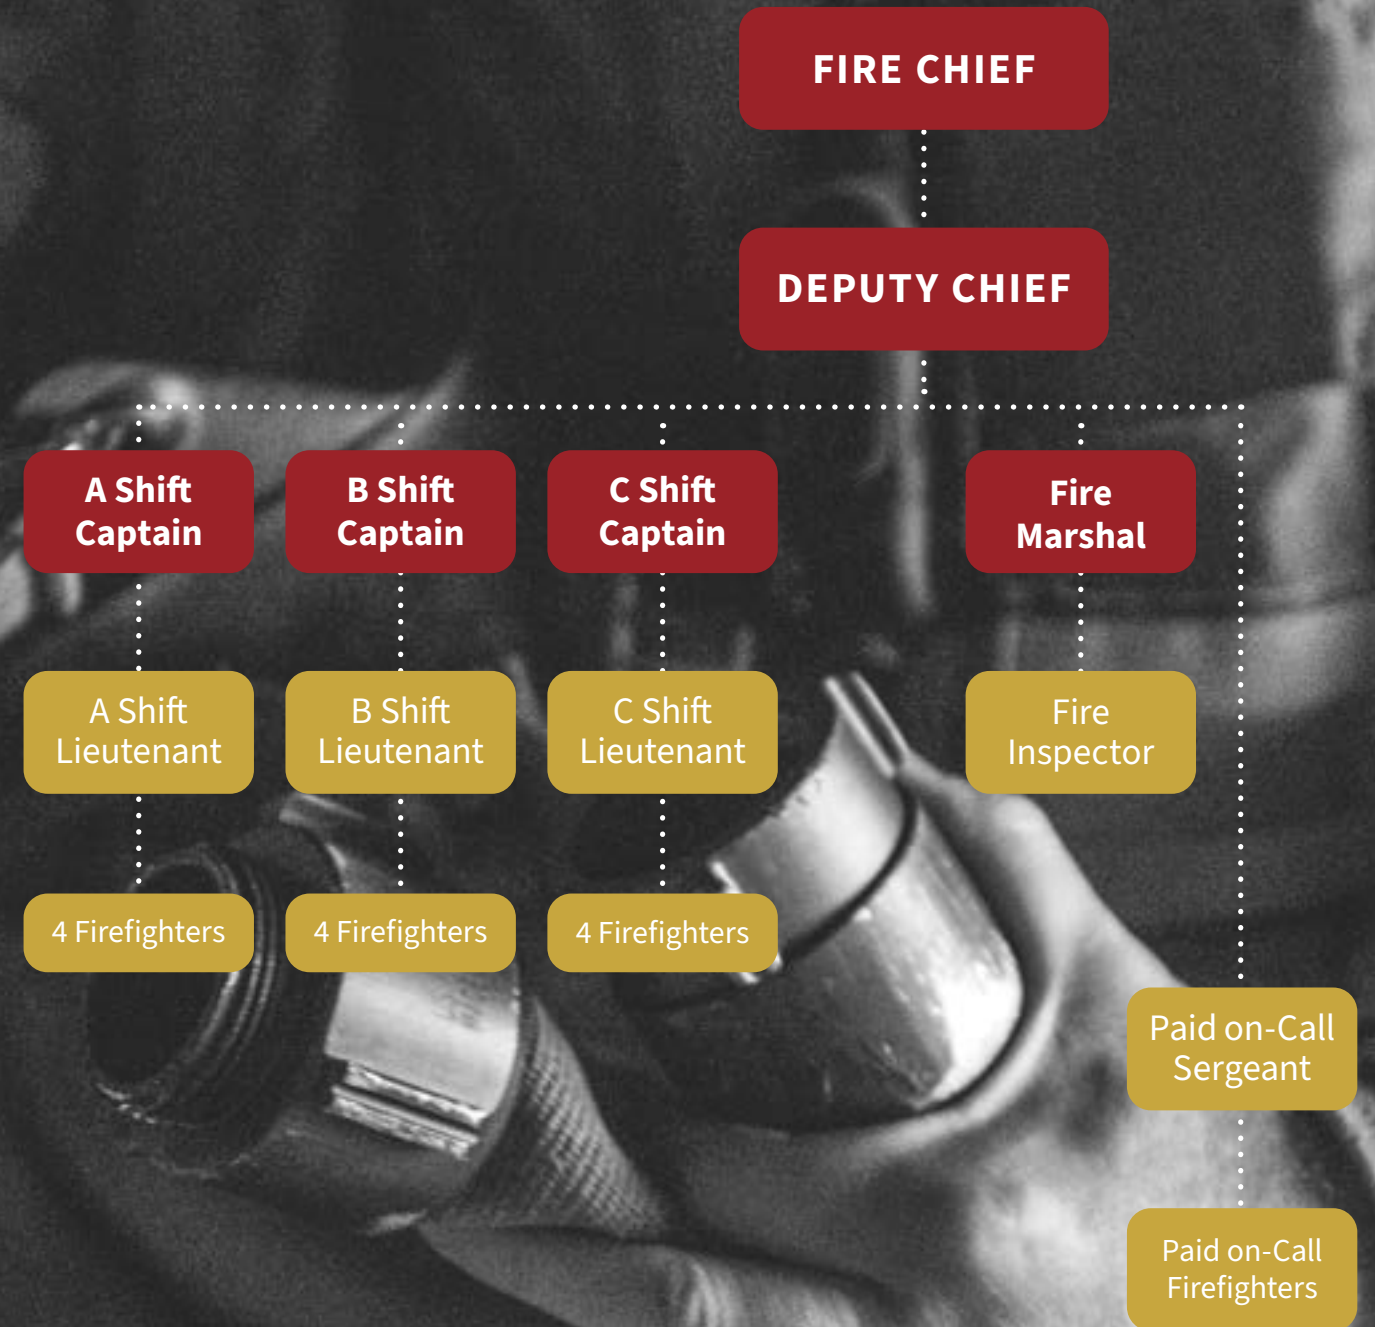 FIRE CHIEF
DEPUTY CHIEF
A Shift
Captain
B Shift
Captain
C Shift
Captain
Fire
Marshal
A Shift
Lieutenant
B Shift
Lieutenant
C Shift
Lieutenant
Fire
Inspector
4 Firefighters
4 Firefighters
4 Firefighters
Paid on-Call
Sergeant
Paid on-Call
Firefighters